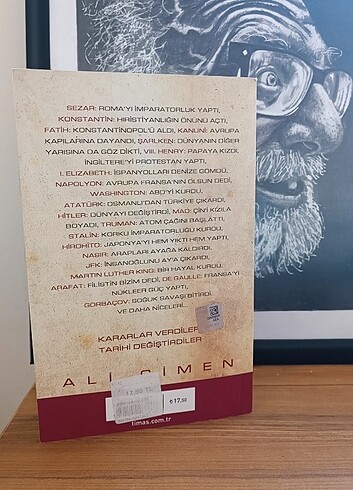 SEZAR: ROMA'YI İMPARATORLUK YAPTI,
KONSTANTİN: HIRİSTİYANLIĞIN ÖNÜNÜ AÇTI,
FATİH: KONSTANTİNOPOL'Ü ALDI, KANUNİ: AVRUPA
KAPILARINA DAYANDI, ŞARLKEN: DÜNYANIN DİĞER
YARISINA DA GÖZ DİKTİ, VIII. HENRY: PAPAYA KIZDI,
İNGİLTERE'Yİ PROTESTAN YAPTI,
I. ELIZABETH: İSPANYOLLARI DENİZE GÖMDÜ,
NAPOLYON: AVRUPA FRANSA'NIN OLSUN DEDİ,
WASHINGTON: ABD'Yİ KURDU,
ATATÜRK: OSMANLI'DAN TÜRKİYE ÇIKARDI,
HİTLER: DÜNYAYI DEĞİŞTİRDİ, MAO: ÇİN'İ KIZILA
BOYADI, TRUMAN: ATOM ÇAĞINI BAŞLATTI,
STALİN: KORKU İMPARATORLUĞU KURDU,
HİROHİTO: JAPONYA'YI HEM YIKTI HEM YAPTI,
NASIR: ARAPLARI AYAĞA KALDIRDI,
JFK: İNSANOĞLUNU AY'A ÇIKARDI,
MARTIN LUTHER KING: BİR HAYAL KURDU,
ARAFAT: FİLİSTİN BİZİM DEDİ, DE GAULLE: FRANSA'YI
NÜKLEER GÜÇ YAPTI,
GORBAÇOV: SOĞUK SAVAŞI BİTİRDİ
VE DAHA NİCELERİ...
KARARLAR VERDİLER
TARİHİ DEĞİŞTİRDİLER
ALİ ÇİMEN
17,50 TL
₺17,50
timas.com.tr